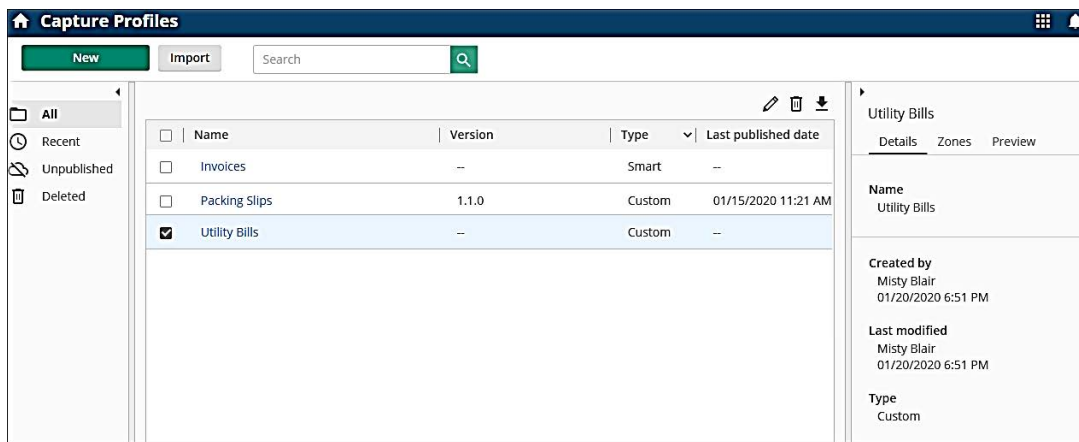 Capture Profiles
New Import Search
All
Recent
Unpublished
Deleted
Name Version Type Last published date
Invoices -- Smart --
Packing Slips 1.1.0 Custom 01/15/2020 11:21 AM
Utility Bills -- Custom --
Utility Bills
Details Zones Preview
Name
Utility Bills
Created by
Misty Blair
01/20/2020 6:51 PM
Last modified
Misty Blair
01/20/2020 6:51 PM
Type
Custom